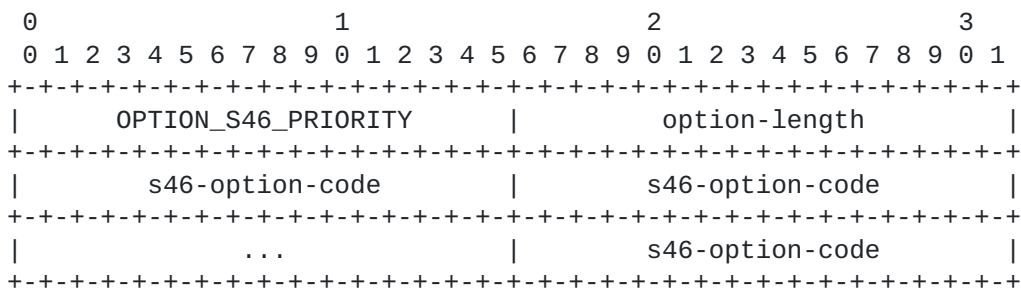 0                   1                   2                   3
 0 1 2 3 4 5 6 7 8 9 0 1 2 3 4 5 6 7 8 9 0 1 2 3 4 5 6 7 8 9 0 1
+-+-+-+-+-+-+-+-+-+-+-+-+-+-+-+-+-+-+-+-+-+-+-+-+-+-+-+-+-+-+-+-+
|      OPTION_S46_PRIORITY      |         option-length         |
+-+-+-+-+-+-+-+-+-+-+-+-+-+-+-+-+-+-+-+-+-+-+-+-+-+-+-+-+-+-+-+-+
|        s46-option-code        |        s46-option-code        |
+-+-+-+-+-+-+-+-+-+-+-+-+-+-+-+-+-+-+-+-+-+-+-+-+-+-+-+-+-+-+-+-+
|              ...              |        s46-option-code        |
+-+-+-+-+-+-+-+-+-+-+-+-+-+-+-+-+-+-+-+-+-+-+-+-+-+-+-+-+-+-+-+-+